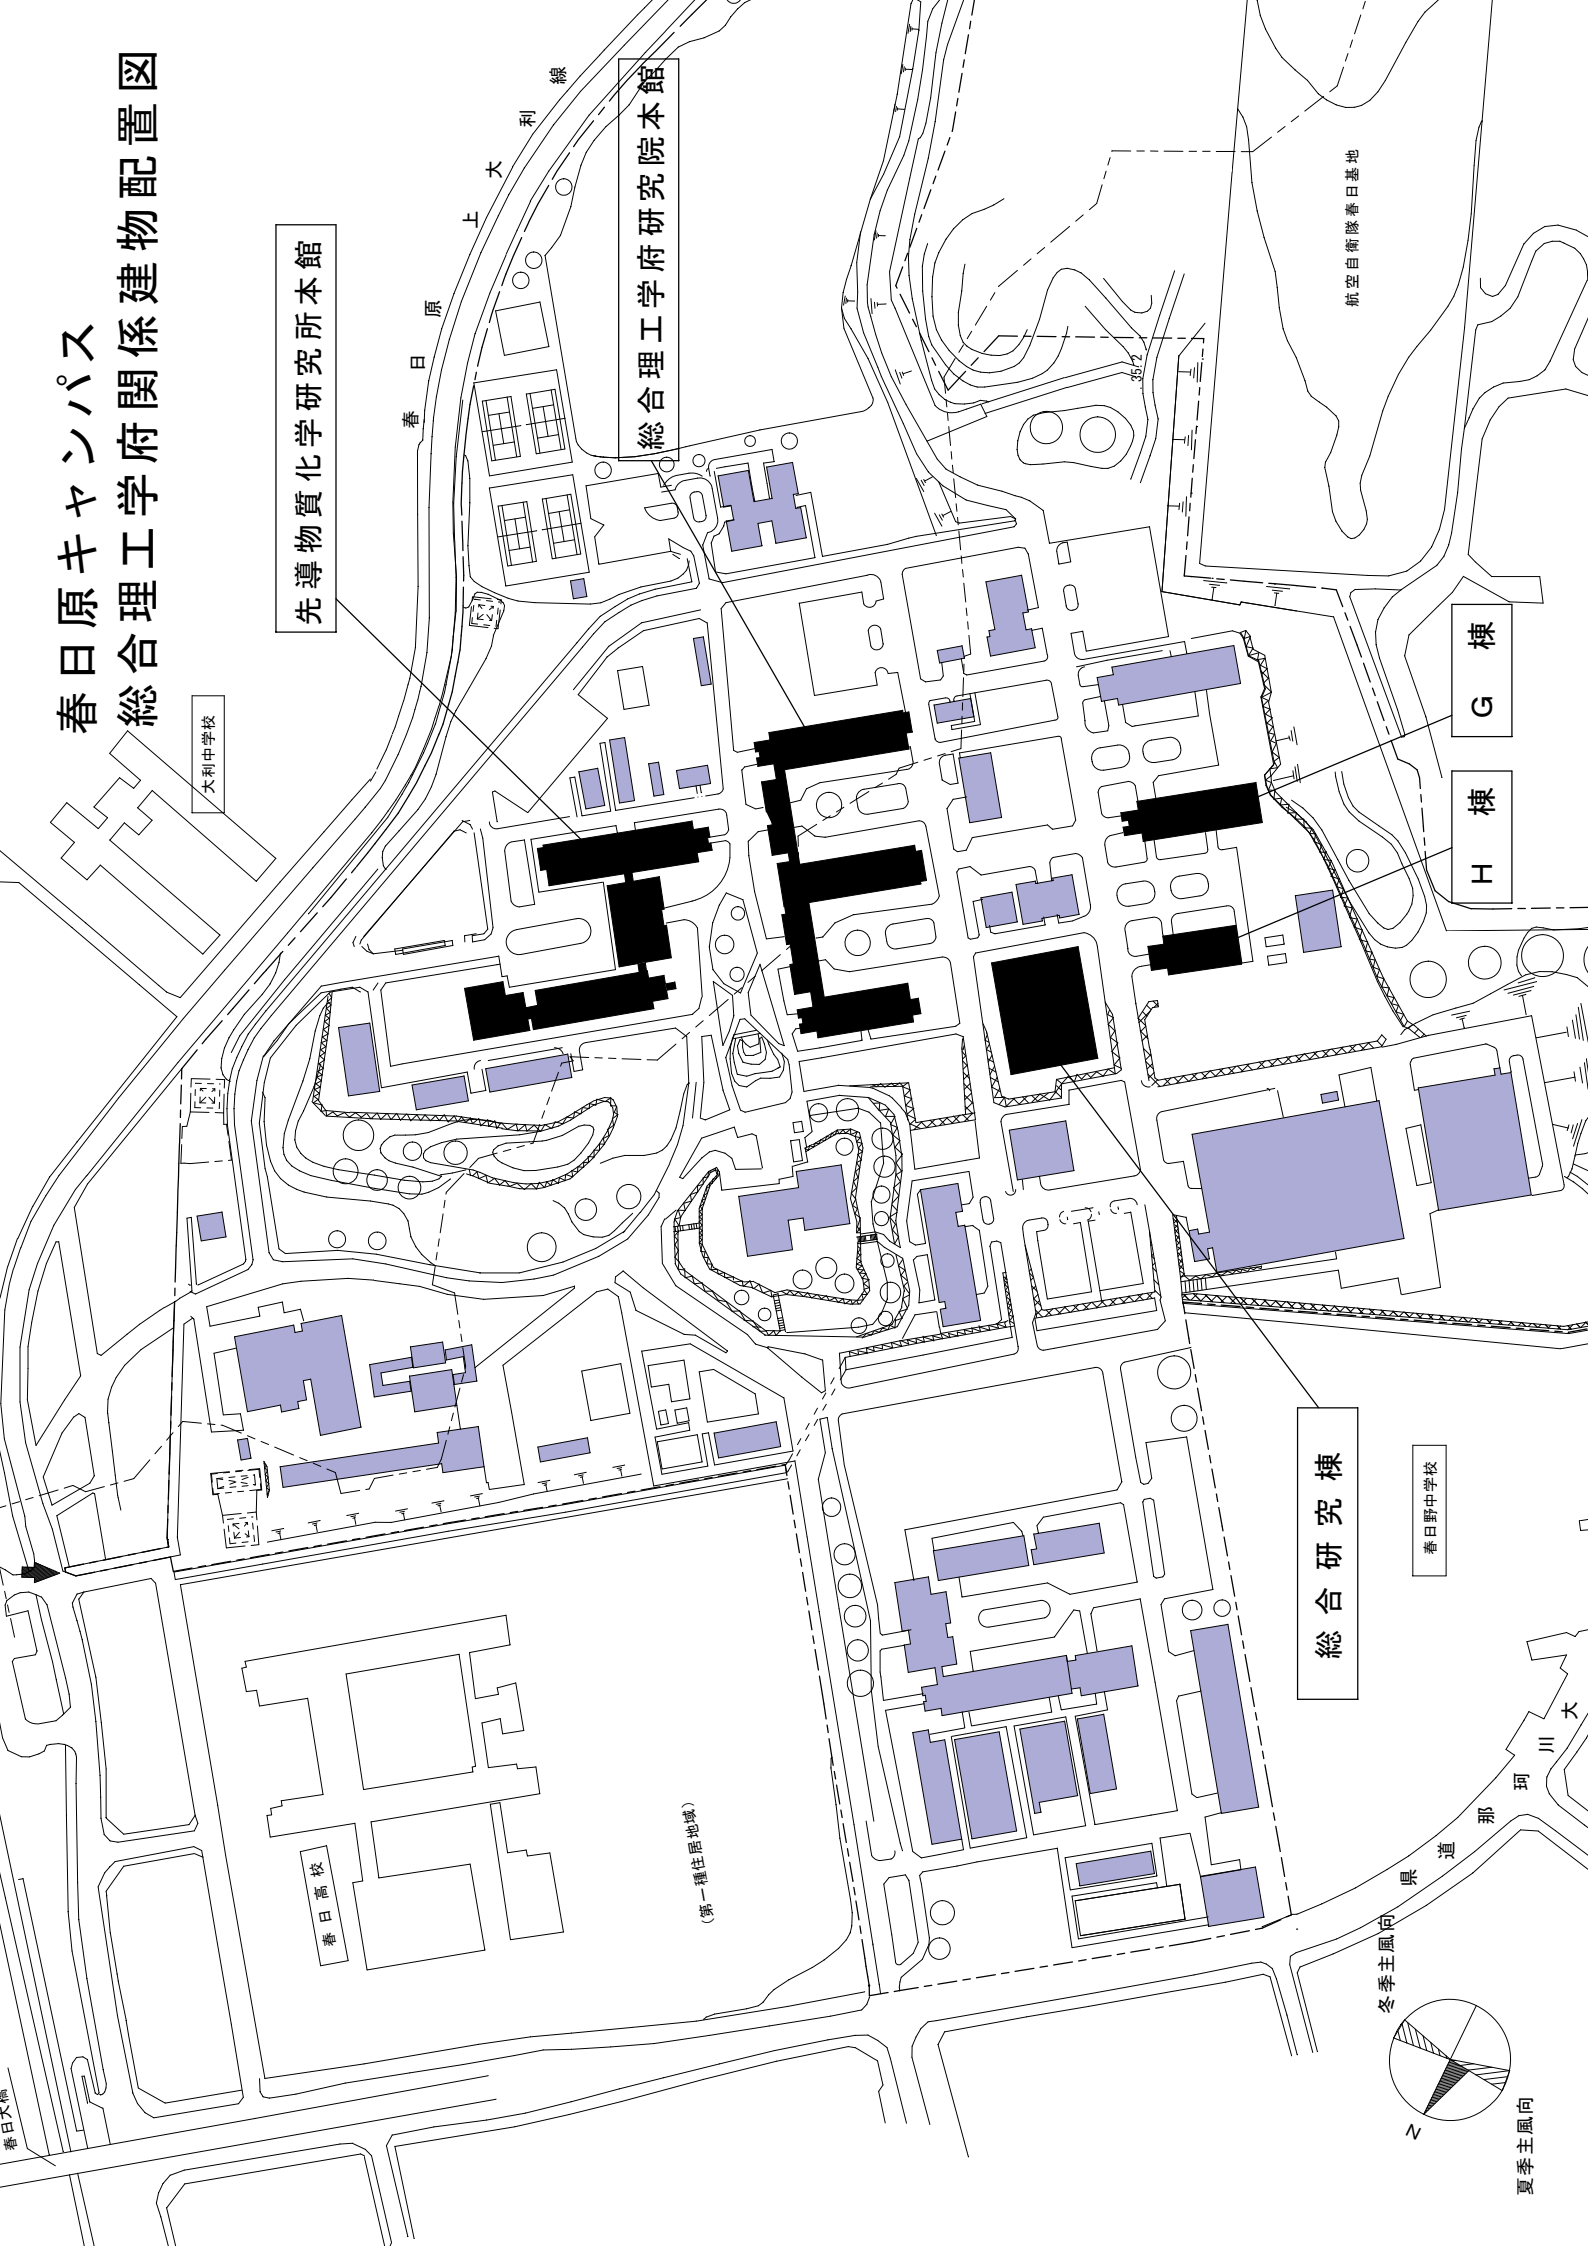 春日原キャンパス
総合理工学府関係建物配置図
大利中学校
先導物質化学研究所本館
春日原上大利線
総合理工学府研究院本館
航空自衛隊春日基地
35.2
G棟
H棟
総合研究棟
春日野中学校
県道那珂川大
春日高校
(第一種住居地域)
春日大橋
冬季主風向
夏季主風向
N